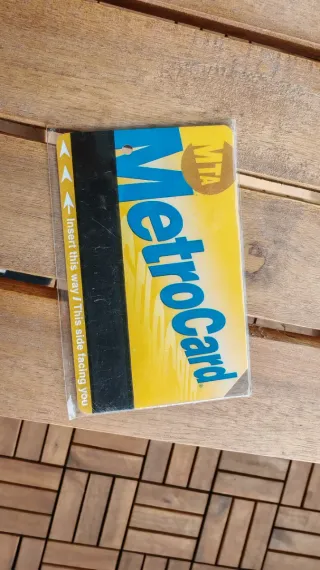 MTA
MetroCard®
Insert this way / This side facing you